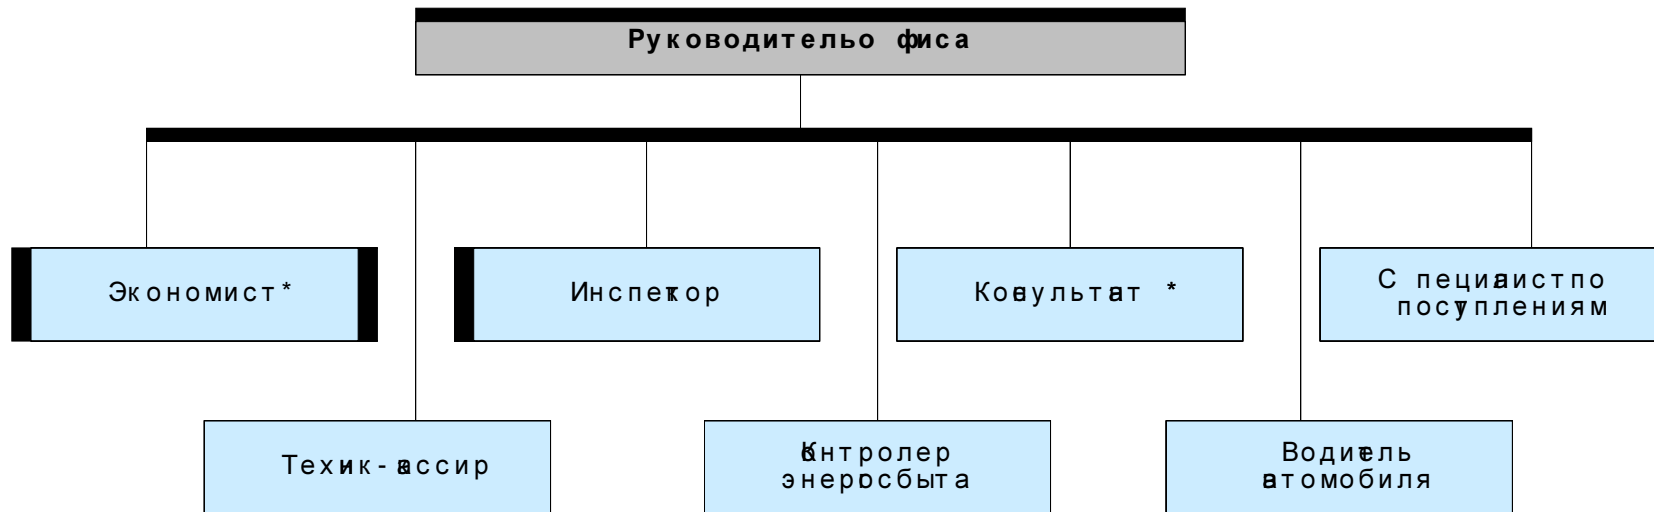 Руководитель офиса
Экономист*
Инспектор
Консультант *
Специалист по
поступлениям
Техник-кассир
Контролер
энергосбыта
Водитель
автомобиля